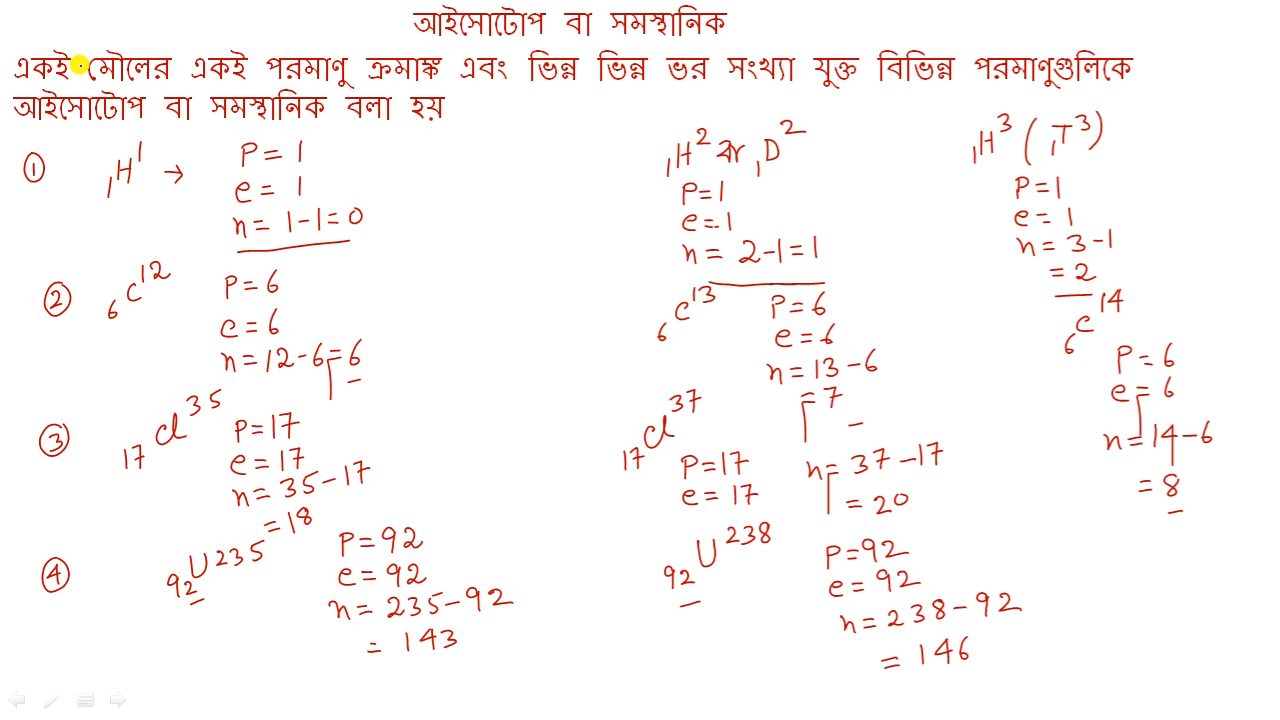 আইসোটোপ বা সমস্থানিক
একই মৌলের একই পরমাণু ক্রমাঙ্ক এবং ভিন্ন ভিন্ন ভর সংখ্যা যুক্ত বিভিন্ন পরমাণুগুলিকে
আইসোটোপ বা সমস্থানিক বলা হয়
① ₁H¹ →
P = 1
e = 1
n = 1-1=0
₁H² বা ₁D²
P=1
e=1
n = 2-1=1
₁H³ (₁T³)
P=1
e=1
n=3-1
=2
② ₆C¹²
P=6
e=6
n=12-6=6
₆C¹³
P=6
e=6
n=13-6
=7
₆C¹⁴
P=6
e=6
n=14-6
=8
③ ₁₇Cl³⁵
P=17
e=17
n=35-17
=18
₁₇Cl³⁷
P=17
e=17
n=37-17
=20
④ ₉₂U²³⁵
P=92
e=92
n=235-92
=143
₉₂U²³⁸
P=92
e=92
n=238-92
=146